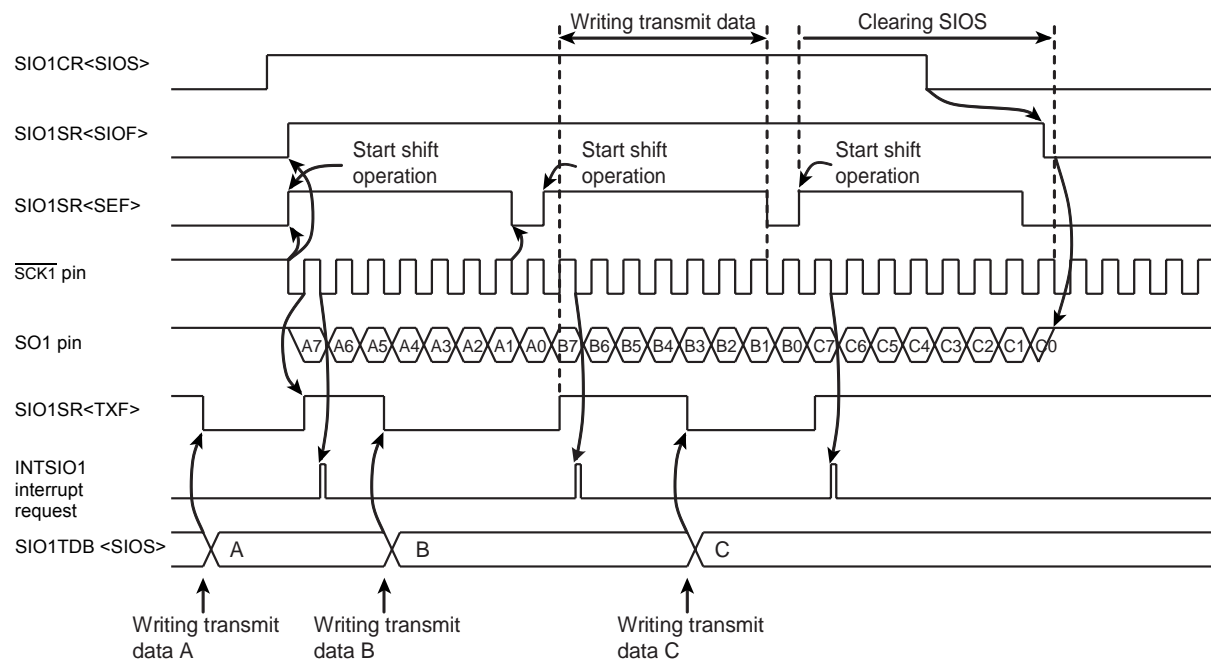 Writing transmit data
Clearing SIOS
SIO1CR<SIOS>
SIO1SR<SIOF>
Start shift
operation
Start shift
operation
Start shift
operation
SIO1SR<SEF>
SCK1 pin
SO1 pin
A7 A6 A5 A4 A3 A2 A1 A0 B7 B6 B5 B4 B3 B2 B1 B0 C7 C6 C5 C4 C3 C2 C1 C0
SIO1SR<TXF>
INTSIO1
interrupt
request
SIO1TDB <SIOS>
A
B
C
Writing transmit
data A
Writing transmit
data B
Writing transmit
data C